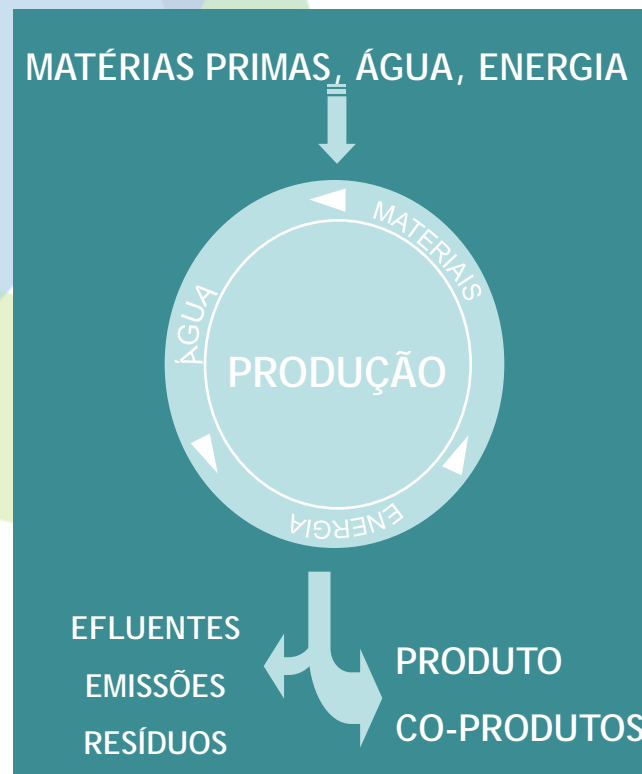 MATÉRIAS PRIMAS, ÁGUA, ENERGIA
MATERIAIS
ÁGUA
PRODUÇÃO
ENERGIA
EFLUENTES
EMISSÕES
RESÍDUOS
PRODUTO
CO-PRODUTOS